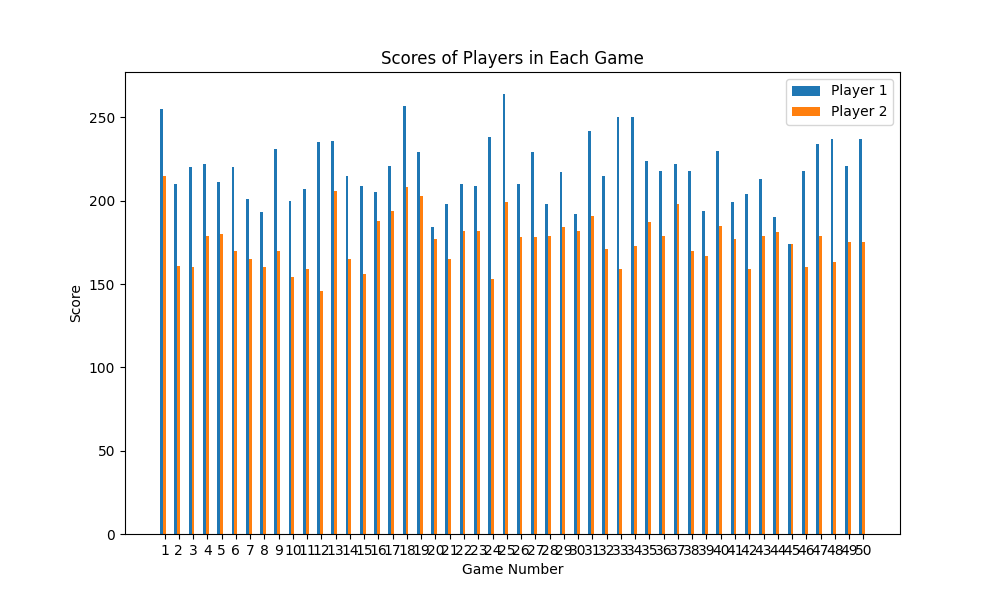 Scores of Players in Each Game
Player 1
Player 2
250
200
150
100
50
0
Score
1 2 3 4 5 6 7 8 9 10 11 12 13 14 15 16 17 18 19 20 21 22 23 24 25 26 27 28 29 30 31 32 33 34 35 36 37 38 39 40 41 42 43 44 45 46 47 48 49 50
Game Number